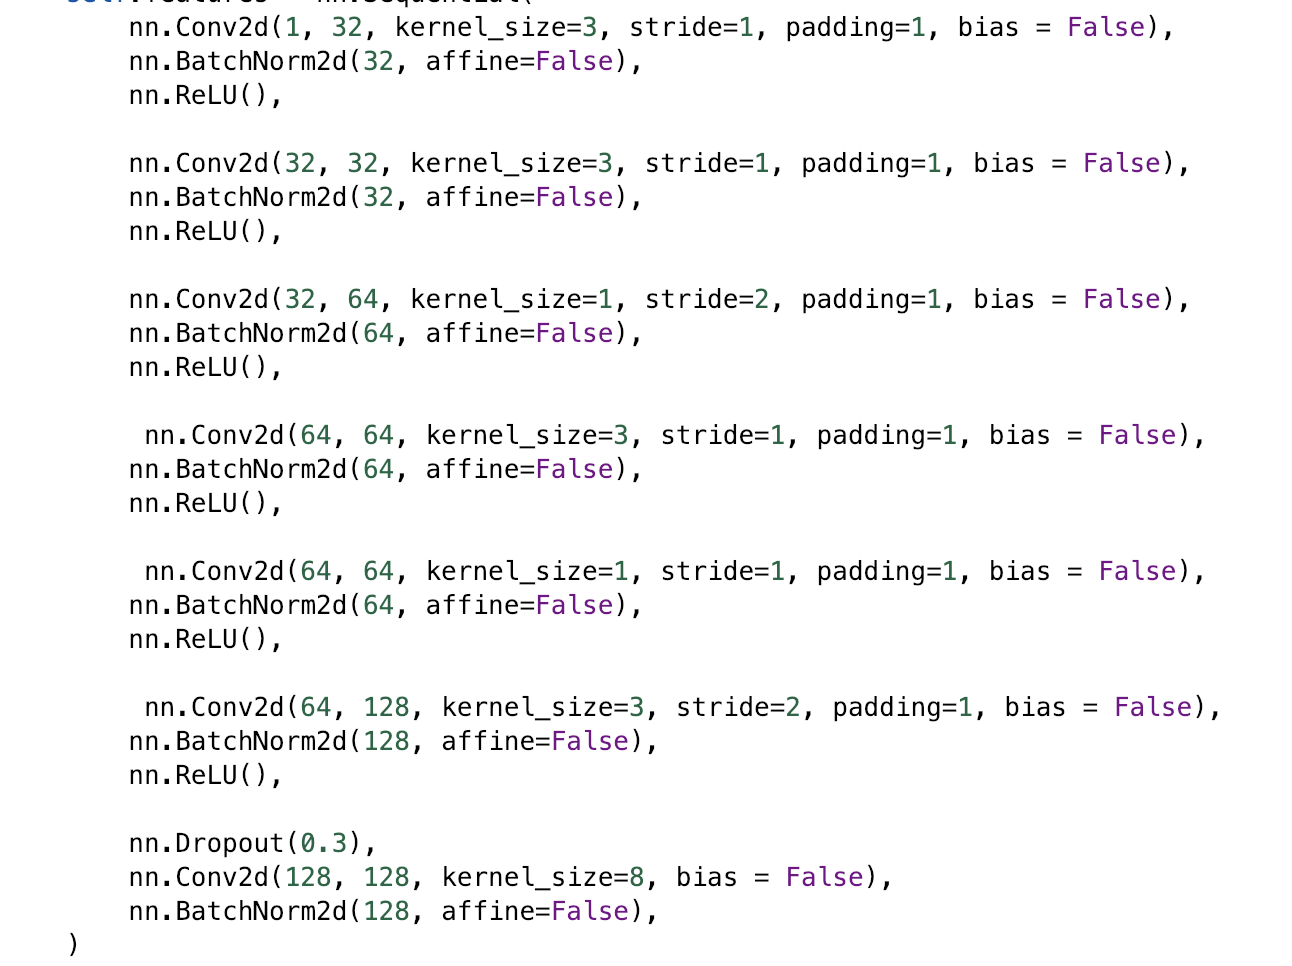 nn.Conv2d(1, 32, kernel_size=3, stride=1, padding=1, bias = False),
nn.BatchNorm2d(32, affine=False),
nn.ReLU(),
nn.Conv2d(32, 32, kernel_size=3, stride=1, padding=1, bias = False),
nn.BatchNorm2d(32, affine=False),
nn.ReLU(),
nn.Conv2d(32, 64, kernel_size=1, stride=2, padding=1, bias = False),
nn.BatchNorm2d(64, affine=False),
nn.ReLU(),
nn.Conv2d(64, 64, kernel_size=3, stride=1, padding=1, bias = False),
nn.BatchNorm2d(64, affine=False),
nn.ReLU(),
nn.Conv2d(64, 64, kernel_size=1, stride=1, padding=1, bias = False),
nn.BatchNorm2d(64, affine=False),
nn.ReLU(),
nn.Conv2d(64, 128, kernel_size=3, stride=2, padding=1, bias = False),
nn.BatchNorm2d(128, affine=False),
nn.ReLU(),
nn.Dropout(0.3),
nn.Conv2d(128, 128, kernel_size=8, bias = False),
nn.BatchNorm2d(128, affine=False),
)